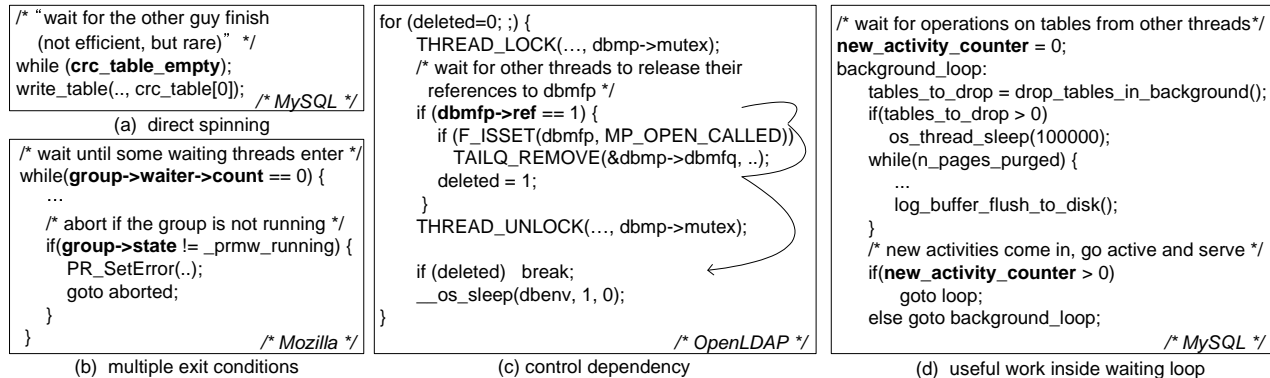 /* “wait for the other guy finish
(not efficient, but rare)” */
while (crc_table_empty);
write_table(.., crc_table[0]);
/* MySQL */
(a) direct spinning
/* wait until some waiting threads enter */
while(group->waiter->count == 0) {
...
/* abort if the group is not running */
if(group->state != _prmw_running) {
PR_SetError(..);
goto aborted;
}
}
/* Mozilla */
(b) multiple exit conditions
for (deleted=0; ;) {
THREAD_LOCK(…, dbmp->mutex);
/* wait for other threads to release their
references to dbmfp */
if (dbmfp->ref == 1) {
if (F_ISSET(dbmfp, MP_OPEN_CALLED))
TAILQ_REMOVE(&dbmp->dbmfq, ..);
deleted = 1;
}
THREAD_UNLOCK(…, dbmp->mutex);
if (deleted) break;
__os_sleep(dbenv, 1, 0);
}
/* OpenLDAP */
(c) control dependency
/* wait for operations on tables from other threads*/
new_activity_counter = 0;
background_loop:
tables_to_drop = drop_tables_in_background();
if(tables_to_drop > 0)
os_thread_sleep(100000);
while(n_pages_purged) {
...
log_buffer_flush_to_disk();
}
/* new activities come in, go active and serve */
if(new_activity_counter > 0)
goto loop;
else goto background_loop;
/* MySQL */
(d) useful work inside waiting loop